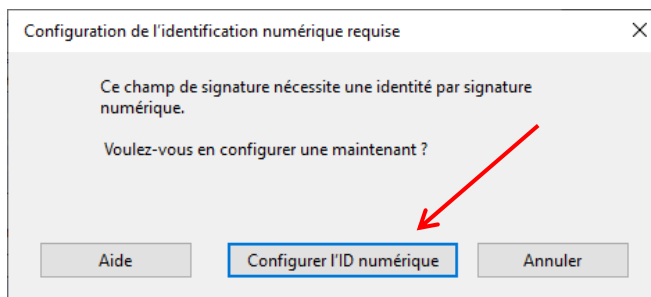 Configuration de l'identification numérique requise
Ce champ de signature nécessite une identité par signature
numérique.
Voulez-vous en configurer une maintenant ?
Aide
Configurer l'ID numérique
Annuler